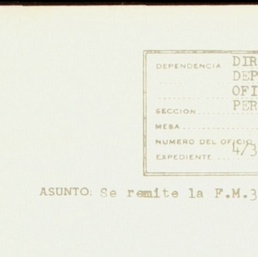 DEPENDENCIA DIR
DEP
OFI
SECCION PER
MESA
NUMERO DEL OFICIO
EXPEDIENTE 4/3
ASUNTO: Se remite la F.M.3